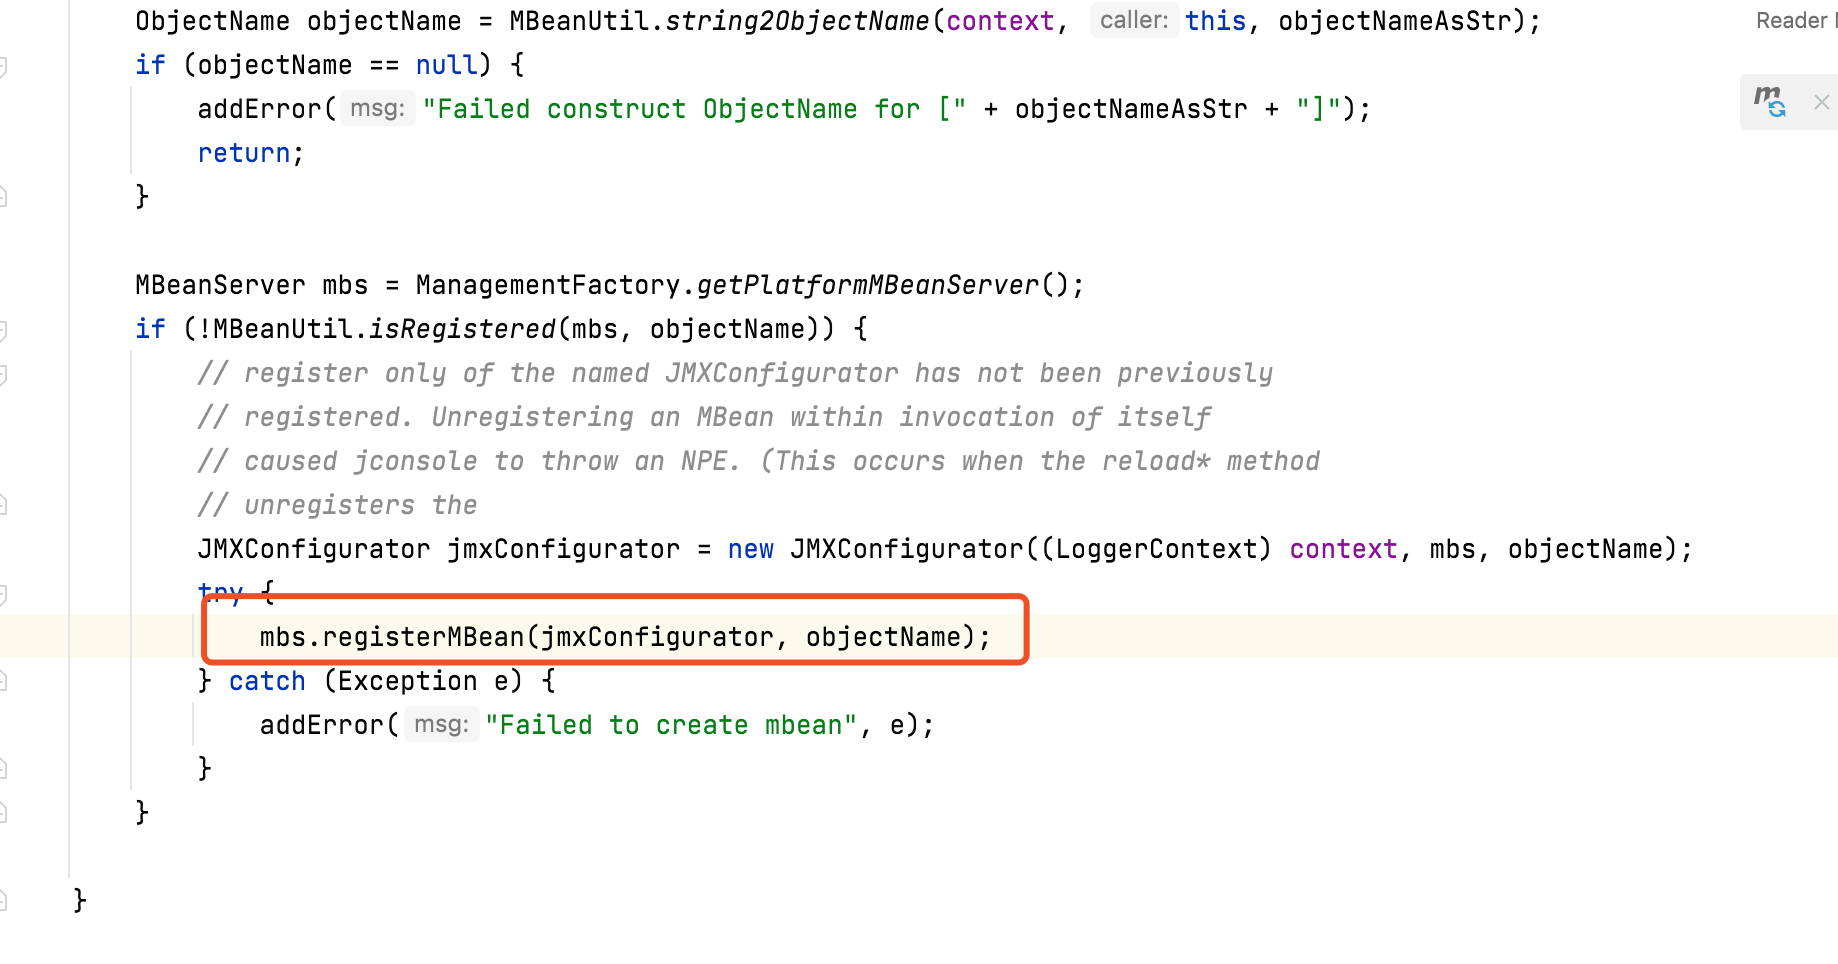 ObjectName objectName = MBeanUtil.string2ObjectName(context, caller: this, objectNameAsStr);
Reader
if (objectName == null) {
addError( msg: "Failed construct ObjectName for [" + objectNameAsStr + "]");
return;
}
MBeanServer mbs = ManagementFactory.getPlatformMBeanServer();
if (!MBeanUtil.isRegistered(mbs, objectName)) {
// register only of the named JMXConfigurator has not been previously
// registered. Unregistering an MBean within invocation of itself
// caused jconsole to throw an NPE. (This occurs when the reload* method
// unregisters the
JMXConfigurator jmxConfigurator = new JMXConfigurator((LoggerContext) context, mbs, objectName);
try {
mbs.registerMBean(jmxConfigurator, objectName);
} catch (Exception e) {
addError( msg: "Failed to create mbean", e);
}
}
}